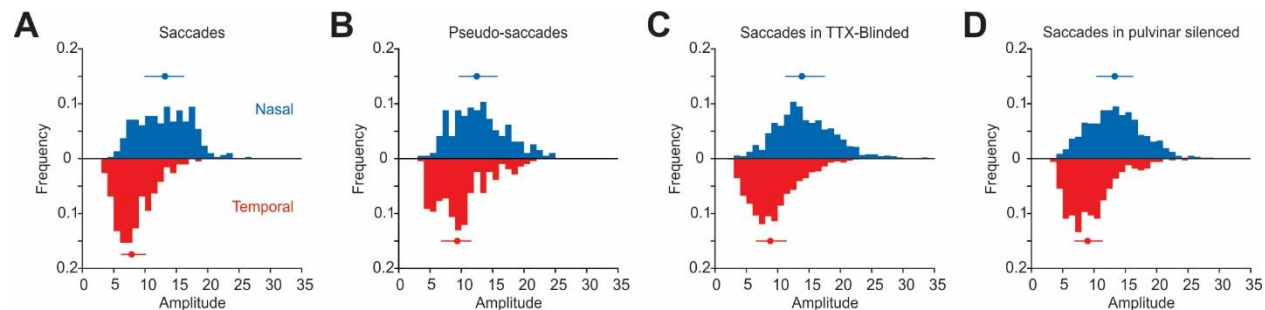 A
Saccades
0.2
0.1
0
0.1
0.2
Frequency
Nasal
Temporal
0 5 10 15 20 25 30 35
Amplitude
B
Pseudo-saccades
0.2
0.1
0
0.1
0.2
Frequency
0 5 10 15 20 25 30 35
Amplitude
C
Saccades in TTX-Blinded
0.2
0.1
0
0.1
0.2
Frequency
0 5 10 15 20 25 30 35
Amplitude
D
Saccades in pulvinar silenced
0.2
0.1
0
0.1
0.2
Frequency
0 5 10 15 20 25 30 35
Amplitude